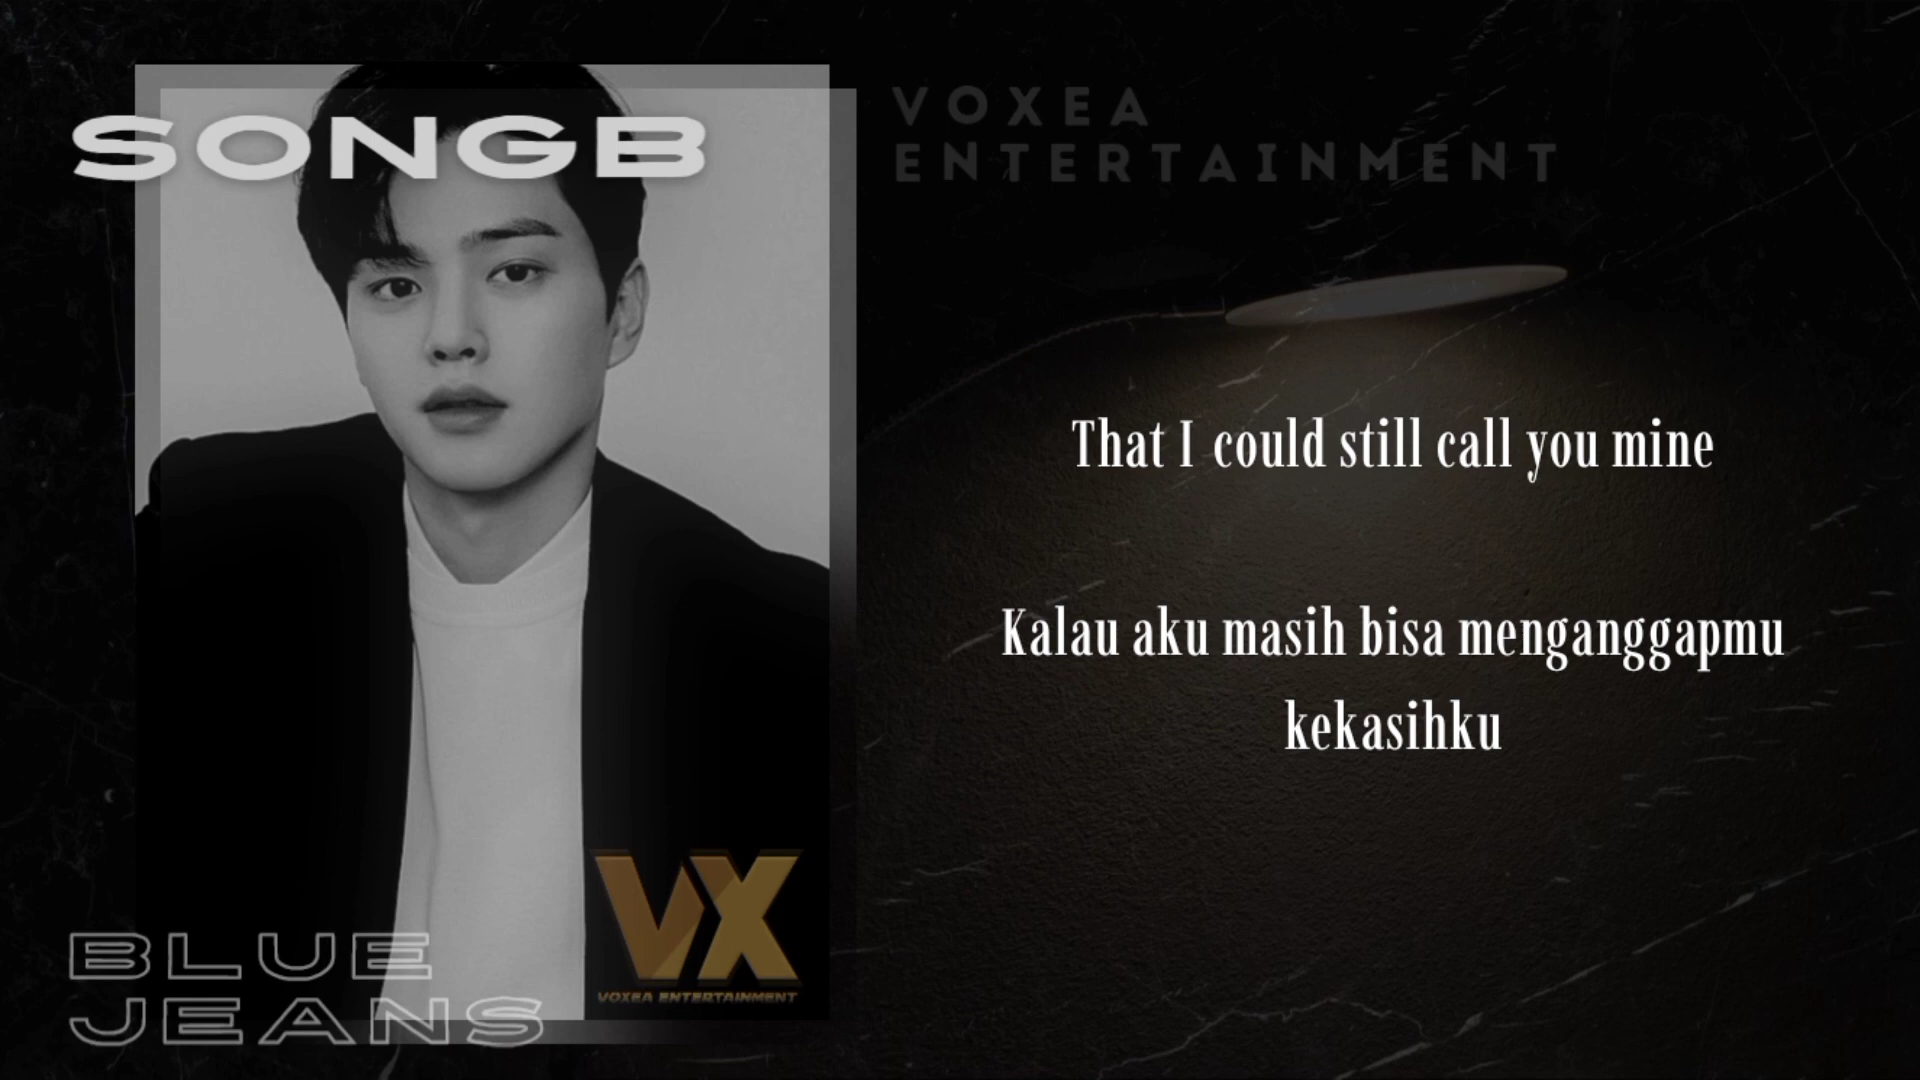 SONGB
VOXEA
ENTERTAINMENT
That I could still call you mine
Kalau aku masih bisa menganggapmu
kekasihku
VX
VOXEA ENTERTAINMENT
BLUE
JEANS